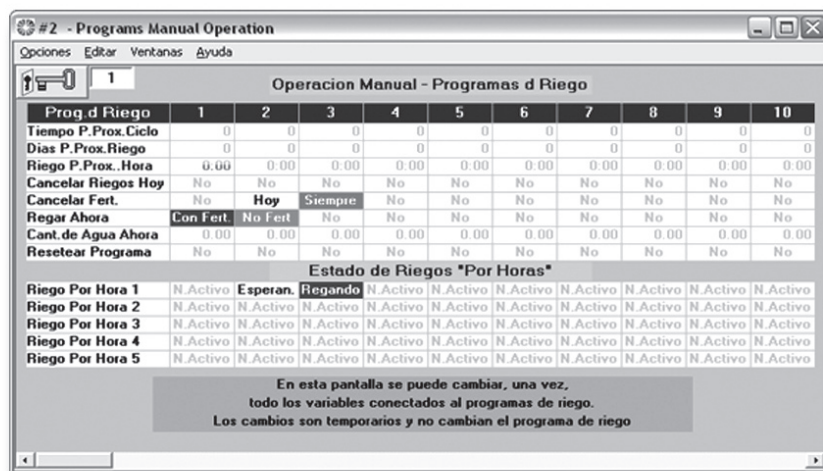 #2 - Programs Manual Operation
Opciones Editar Ventanas Ayuda
1
Operacion Manual - Programas d Riego
Prog.d Riego 1 2 3 4 5 6 7 8 9 10
Tiempo P.Prox.Ciclo 0 0 0 0 0 0 0 0 0 0
Dias P.Prox.Riego 0 0 0 0 0 0 0 0 0 0
Riego P.Prox..Hora 0:00 0:00 0:00 0:00 0:00 0:00 0:00 0:00 0:00 0:00
Cancelar Riegos Hoy No No No No No No No No No No
Cancelar Fert. No Hoy Siempre No No No No No No No
Regar Ahora Con Fert. No Fert No No No No No No No No
Cant.de Agua Ahora 0.00 0.00 0.00 0.00 0.00 0.00 0.00 0.00 0.00 0.00
Resetear Programa No No No No No No No No No No
Estado de Riegos "Por Horas"
Riego Por Hora 1 N.Activo Esperan. Regando N.Activo N.Activo N.Activo N.Activo N.Activo N.Activo N.Activo
Riego Por Hora 2 N.Activo N.Activo N.Activo N.Activo N.Activo N.Activo N.Activo N.Activo N.Activo N.Activo
Riego Por Hora 3 N.Activo N.Activo N.Activo N.Activo N.Activo N.Activo N.Activo N.Activo N.Activo N.Activo
Riego Por Hora 4 N.Activo N.Activo N.Activo N.Activo N.Activo N.Activo N.Activo N.Activo N.Activo N.Activo
Riego Por Hora 5 N.Activo N.Activo N.Activo N.Activo N.Activo N.Activo N.Activo N.Activo N.Activo N.Activo
En esta pantalla se puede cambiar, una vez,
todo los variables conectados al programas de riego.
Los cambios son temporarios y no cambian el programa de riego